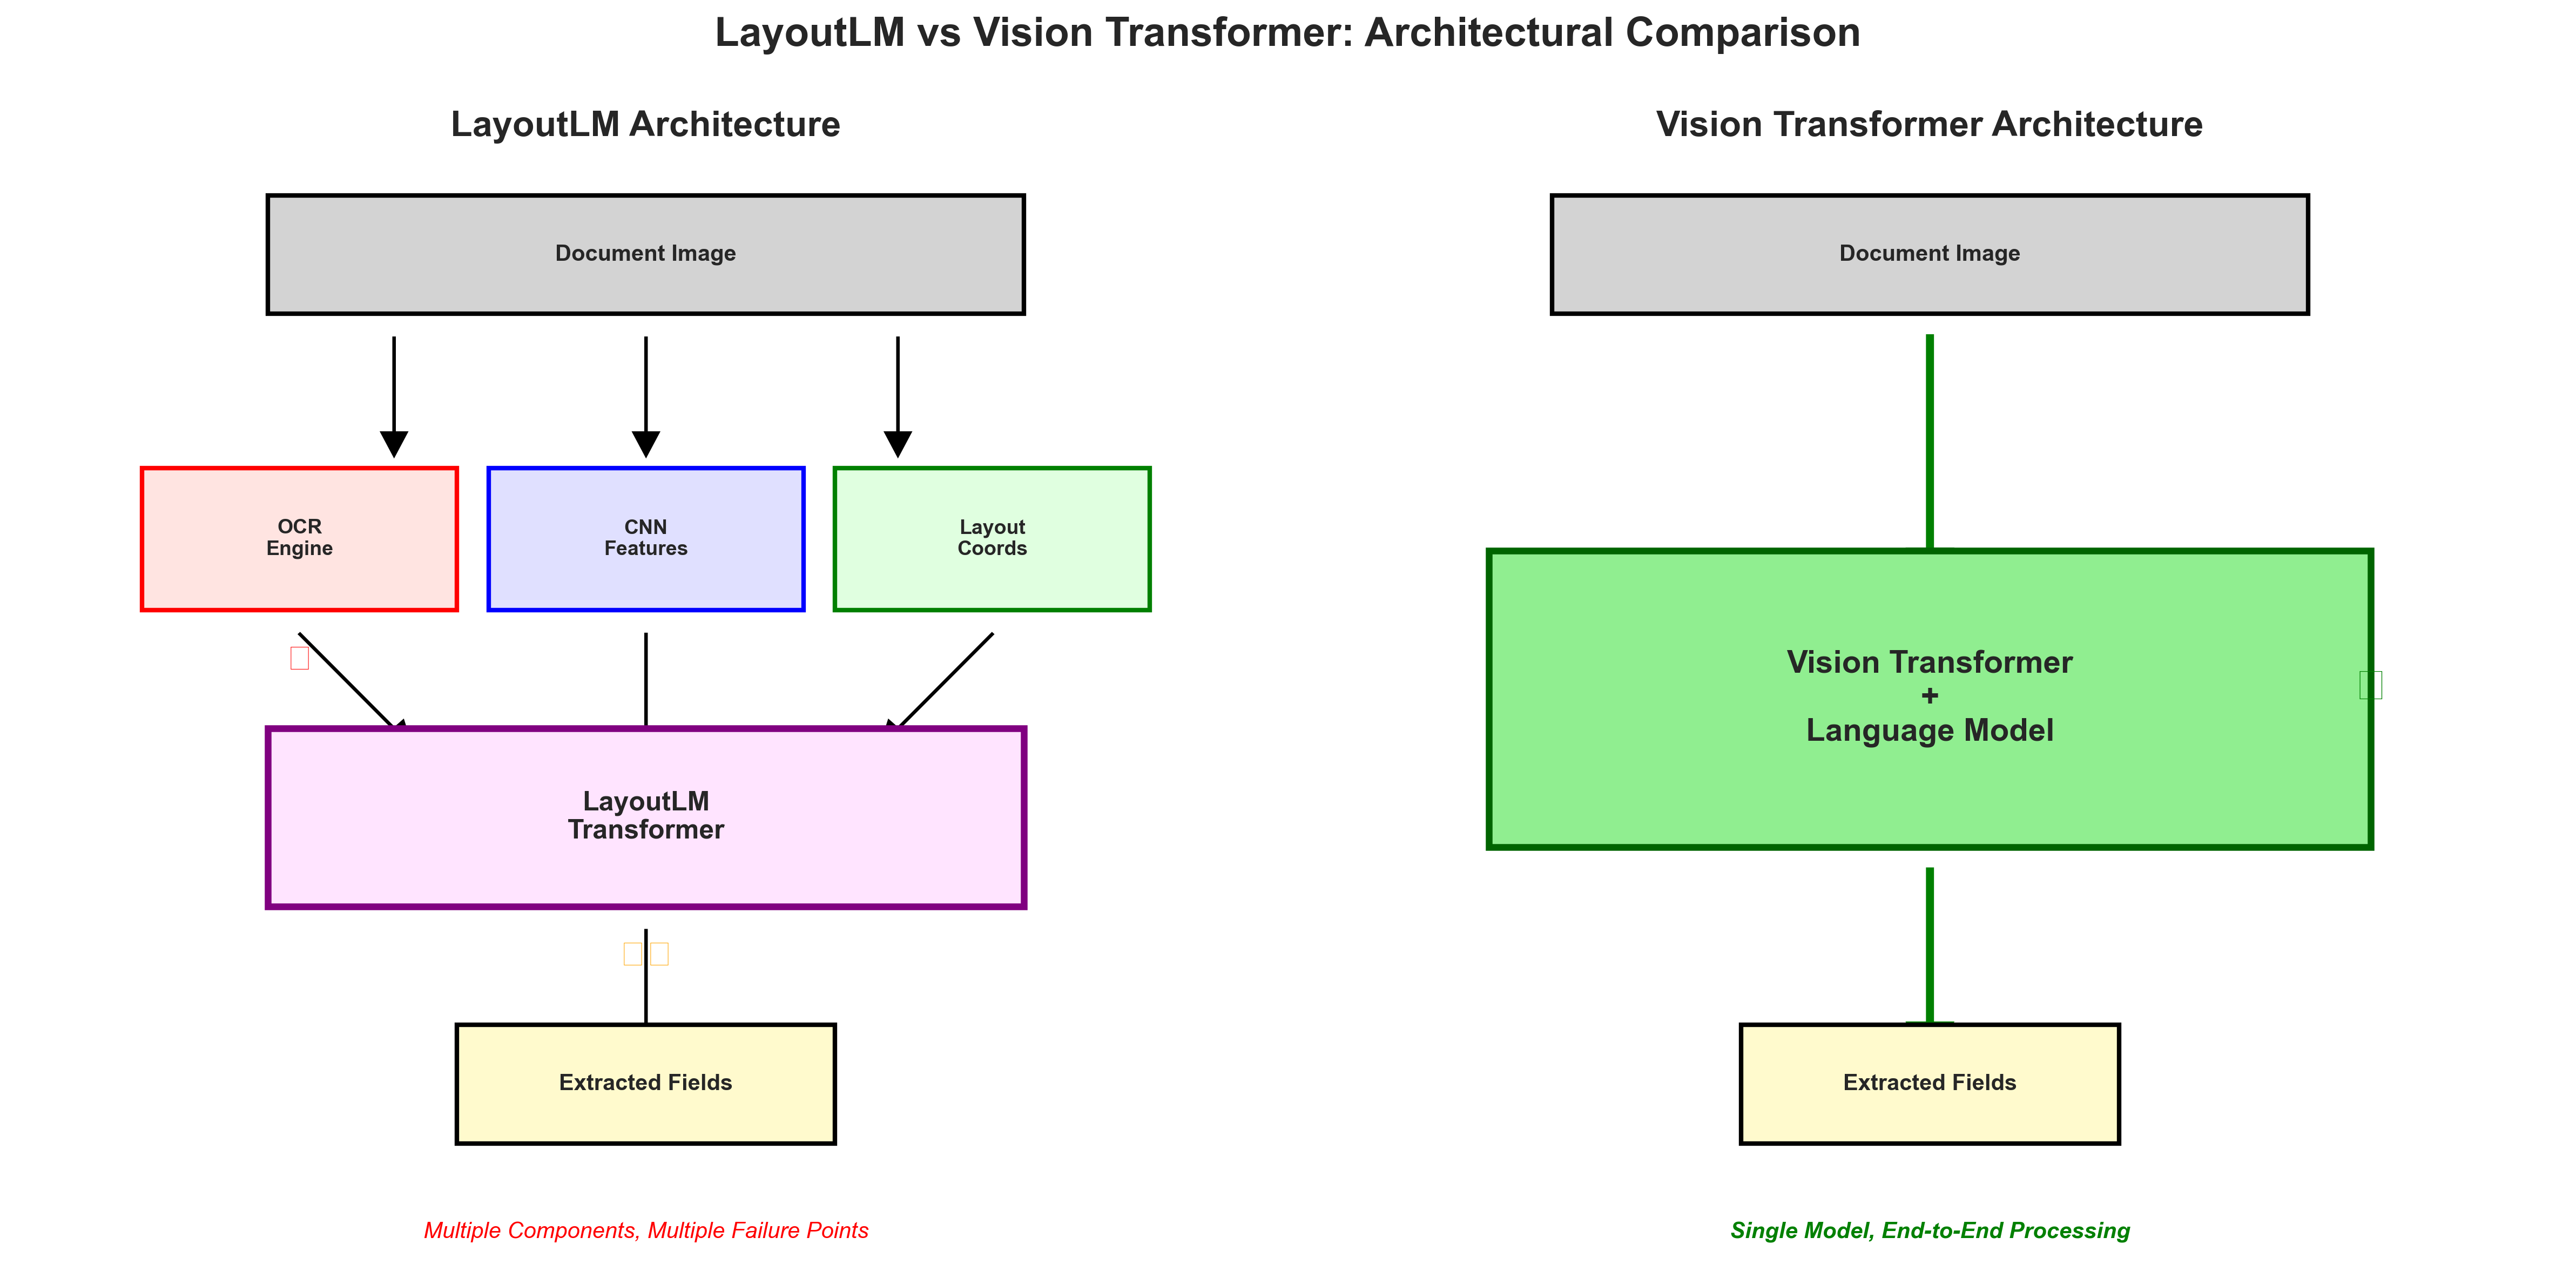 LayoutLM vs Vision Transformer: Architectural Comparison
LayoutLM Architecture
Document Image
OCR
Engine
CNN
Features
Layout
Coords
LayoutLM
Transformer
Extracted Fields
Multiple Components, Multiple Failure Points
Vision Transformer Architecture
Document Image
Vision Transformer
+
Language Model
Extracted Fields
Single Model, End-to-End Processing